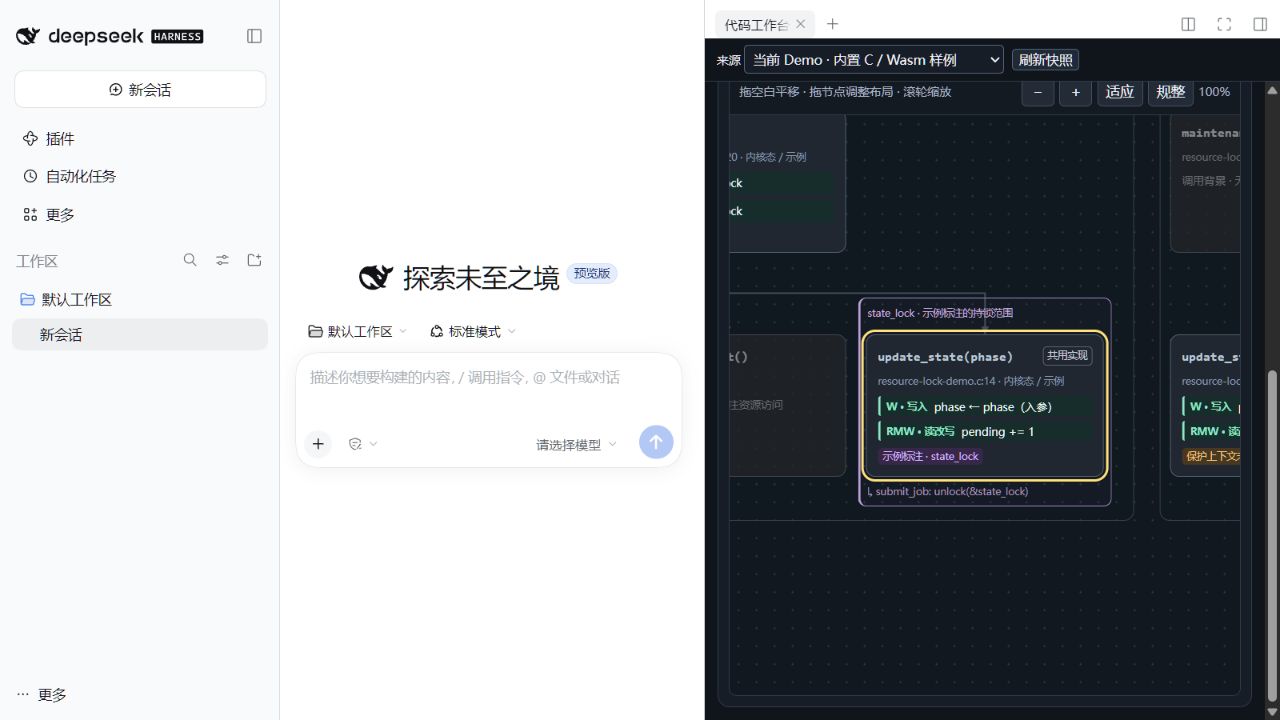 deepseek HARNESS
新会话
插件
自动化任务
更多
工作区
默认工作区
新会话
更多
探索未至之境 预览版
默认工作区 标准模式
描述你想要构建的内容, / 调用指令, @ 文件或对话
请选择模型
代码工作台
来源 当前 Demo · 内置 C / Wasm 样例 刷新快照
拖空白平移 · 拖节点调整布局 · 滚轮缩放 − + 适应 规整 100%
20 · 内核态 / 示例
ck
ck
t()
注资源访问
state_lock · 示例标注的持锁范围
update_state(phase) 共用实现
resource-lock-demo.c:14 · 内核态 / 示例
W • 写入 phase ← phase（入参）
RMW • 读改写 pending += 1
示例标注 · state_lock
↳ submit_job: unlock(&state_lock)
maintena
resource-loc
调用背景 · 
update_st
resource-loc
W • 写入
RMW • 读
保护上下文